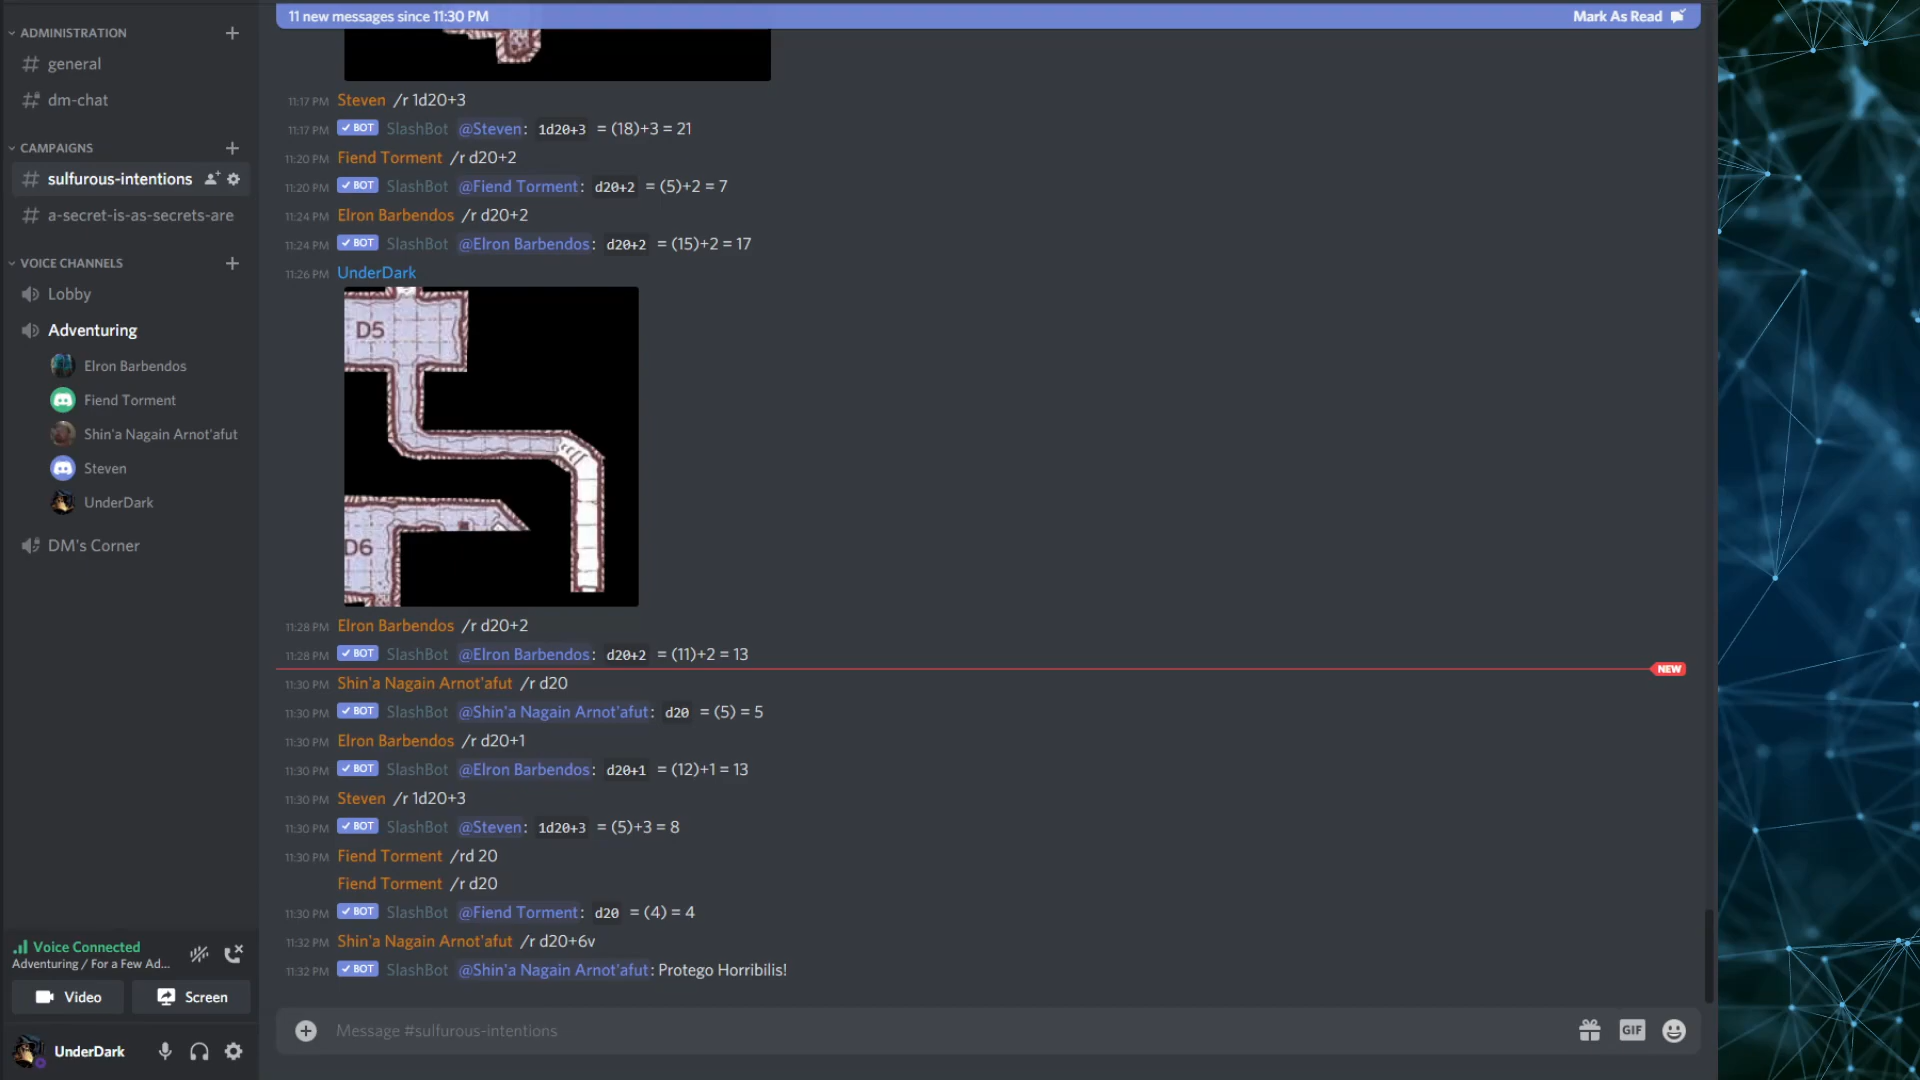 ADMINISTRATION
general
dm-chat
CAMPAIGNS
sulfurous-intentions
a-secret-is-as-secrets-are
VOICE CHANNELS
Lobby
Adventuring
Elron Barbendos
Fiend Torment
Shin'a Nagain Arnot'afut
Steven
UnderDark
DM's Corner
Voice Connected
Adventuring / For a Few Ad...
Video Screen
UnderDark
11 new messages since 11:30 PM Mark As Read
11:17 PM Steven /r 1d20+3
11:17 PM BOT SlashBot @Steven: 1d20+3 = (18)+3 = 21
11:20 PM Fiend Torment /r d20+2
11:20 PM BOT SlashBot @Fiend Torment: d20+2 = (5)+2 = 7
11:24 PM Elron Barbendos /r d20+2
11:24 PM BOT SlashBot @Elron Barbendos: d20+2 = (15)+2 = 17
11:26 PM UnderDark
D5
D6
11:28 PM Elron Barbendos /r d20+2
11:28 PM BOT SlashBot @Elron Barbendos: d20+2 = (11)+2 = 13
NEW
11:30 PM Shin'a Nagain Arnot'afut /r d20
11:30 PM BOT SlashBot @Shin'a Nagain Arnot'afut: d20 = (5) = 5
11:30 PM Elron Barbendos /r d20+1
11:30 PM BOT SlashBot @Elron Barbendos: d20+1 = (12)+1 = 13
11:30 PM Steven /r 1d20+3
11:30 PM BOT SlashBot @Steven: 1d20+3 = (5)+3 = 8
11:30 PM Fiend Torment /rd 20
Fiend Torment /r d20
11:30 PM BOT SlashBot @Fiend Torment: d20 = (4) = 4
11:32 PM Shin'a Nagain Arnot'afut /r d20+6v
11:32 PM BOT SlashBot @Shin'a Nagain Arnot'afut: Protego Horribilis!
Message #sulfurous-intentions
GIF